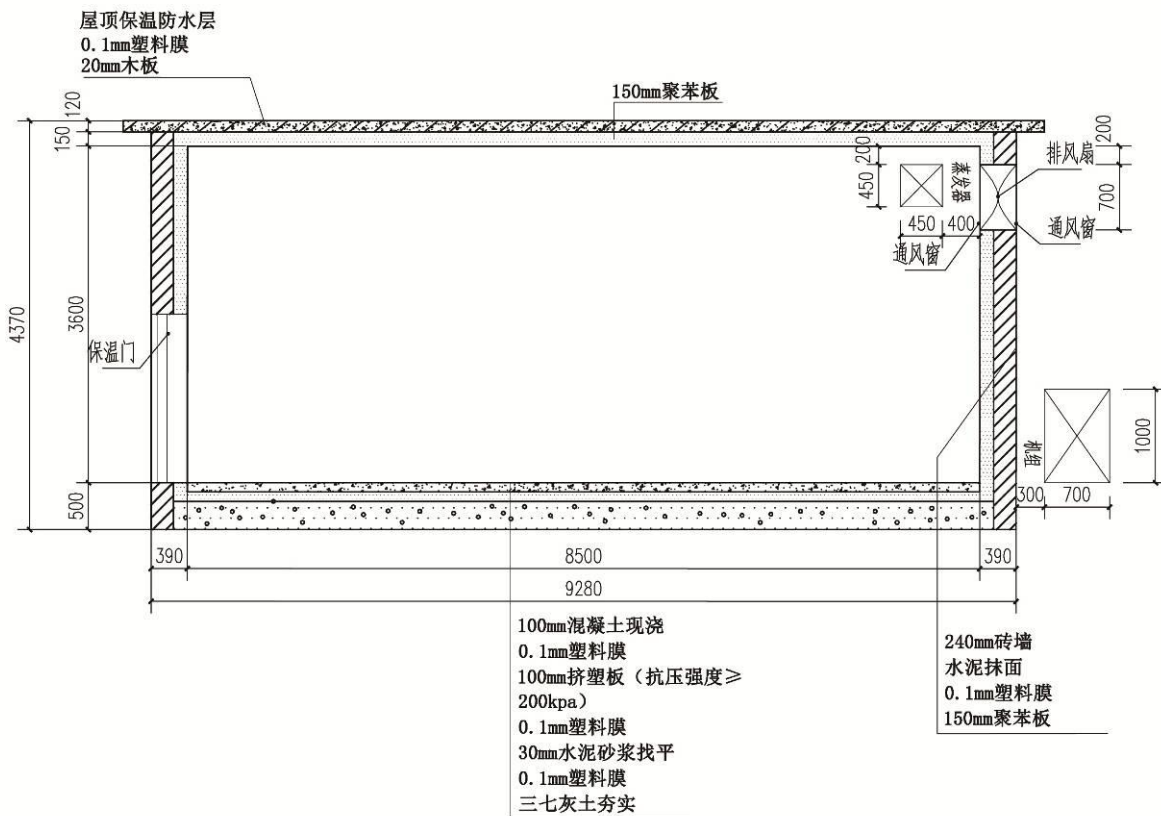 屋顶保温防水层
0.1mm塑料膜
20mm木板
150mm聚苯板
120
150
3600
500
4370
200
450
蒸发器
450
400
通风窗
排风扇
通风窗
200
700
保温门
机组
1000
300
700
390
8500
390
9280
100mm混凝土现浇
0.1mm塑料膜
100mm挤塑板（抗压强度≥
200kpa）
0.1mm塑料膜
30mm水泥砂浆找平
0.1mm塑料膜
三七灰土夯实
240mm砖墙
水泥抹面
0.1mm塑料膜
150mm聚苯板